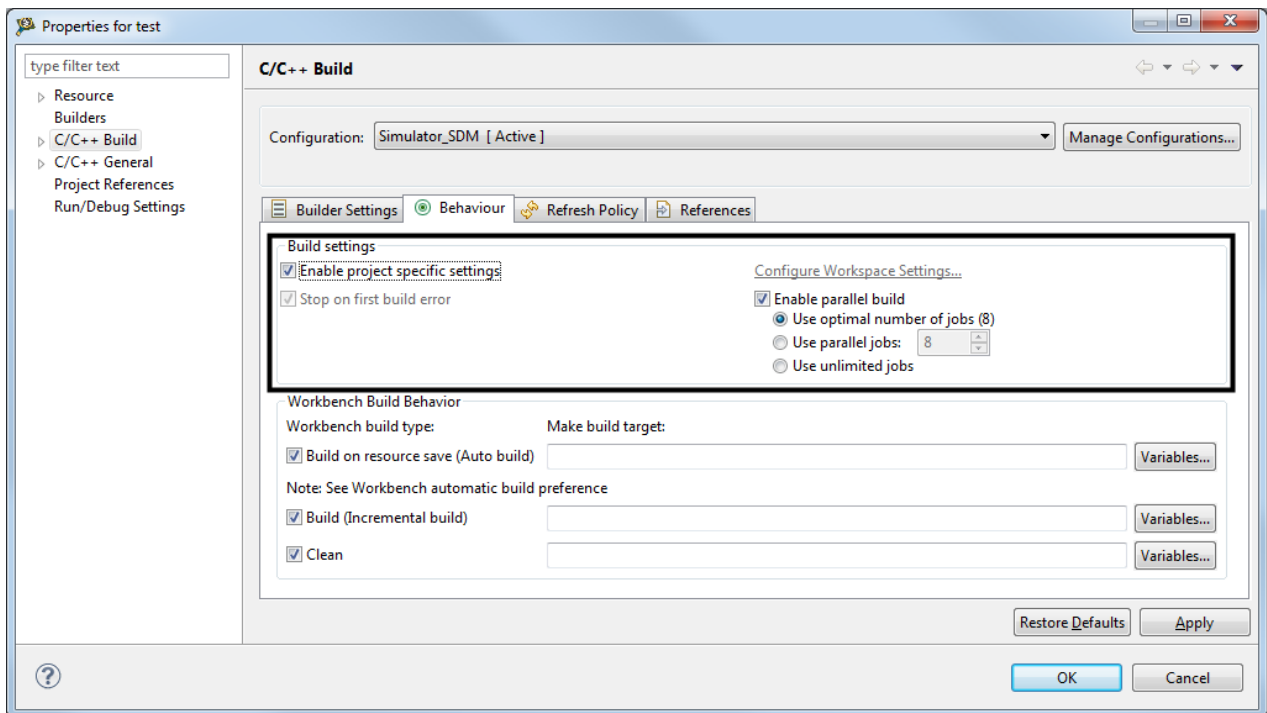 Properties for test
type filter text
Resource
Builders
C/C++ Build
C/C++ General
Project References
Run/Debug Settings
C/C++ Build
Configuration: Simulator_SDM [ Active ] Manage Configurations...
Builder Settings Behaviour Refresh Policy References
Build settings
Enable project specific settings Configure Workspace Settings...
Stop on first build error Enable parallel build
Use optimal number of jobs (8)
Use parallel jobs: 8
Use unlimited jobs
Workbench Build Behavior
Workbench build type: Make build target:
Build on resource save (Auto build) Variables...
Note: See Workbench automatic build preference
Build (Incremental build) Variables...
Clean Variables...
Restore Defaults Apply
? OK Cancel